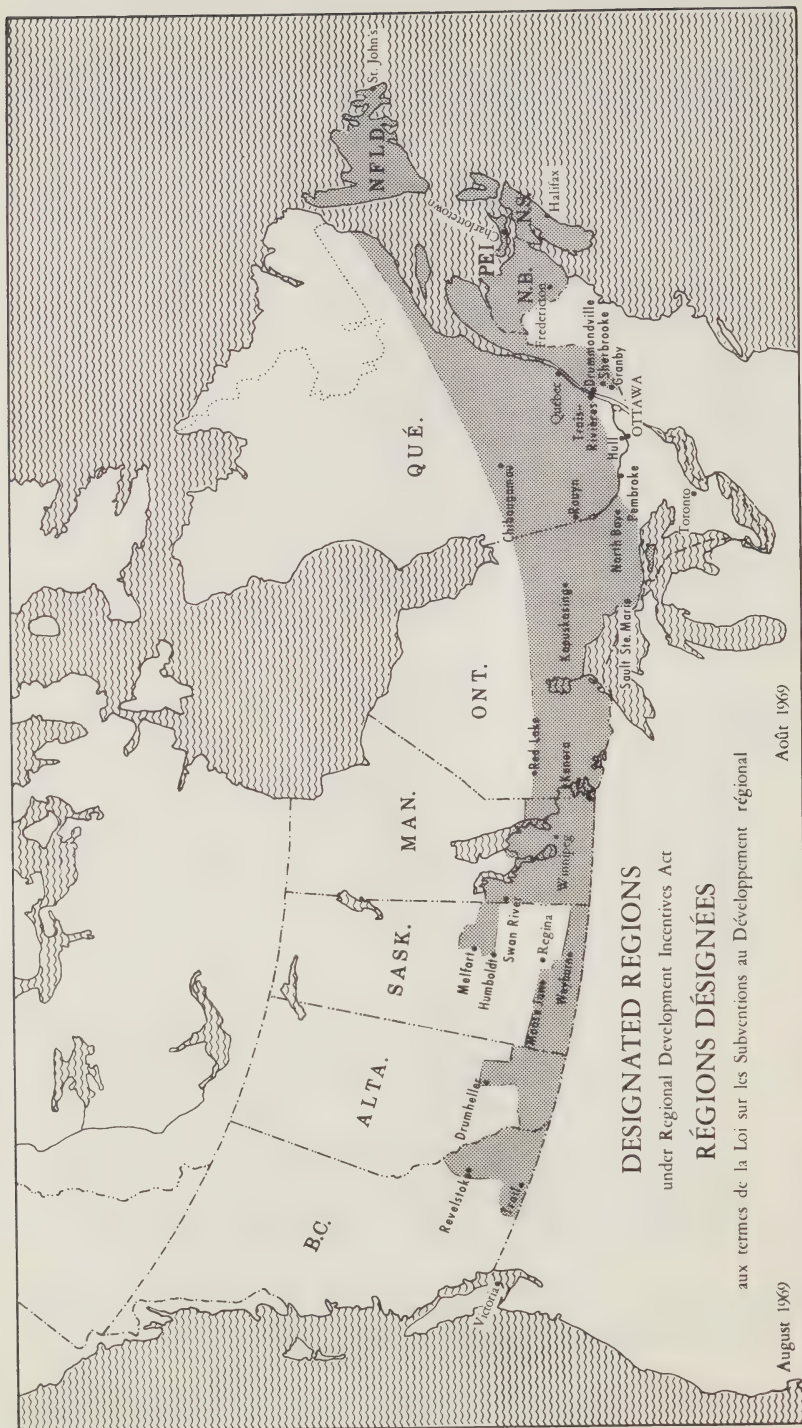 St. John's
NFLD.
Charlottetown
PEI
N.S.
Halifax
N.B.
Fredericton
QUÉ.
Chibougamau
Québec
Trois-
Rivières
Drummondville
Sherbrooke
Granby
Rouyn
Hull
OTTAWA
Pembroke
North Bay
Toronto
ONT.
Kapuskasing
Sault Ste. Marie
Red Lake
Kenora
MAN.
Winnipeg
SASK.
Swan River
Melfort
Humboldt
Regina
Moose Jaw
Weyburn
ALTA.
Drumheller
B.C.
Revelstoke
Trail
Victoria
DESIGNATED REGIONS
under Regional Development Incentives Act
RÉGIONS DÉSIGNÉES
aux termes de la Loi sur les Subventions au Développement régional
August 1969
Août 1969